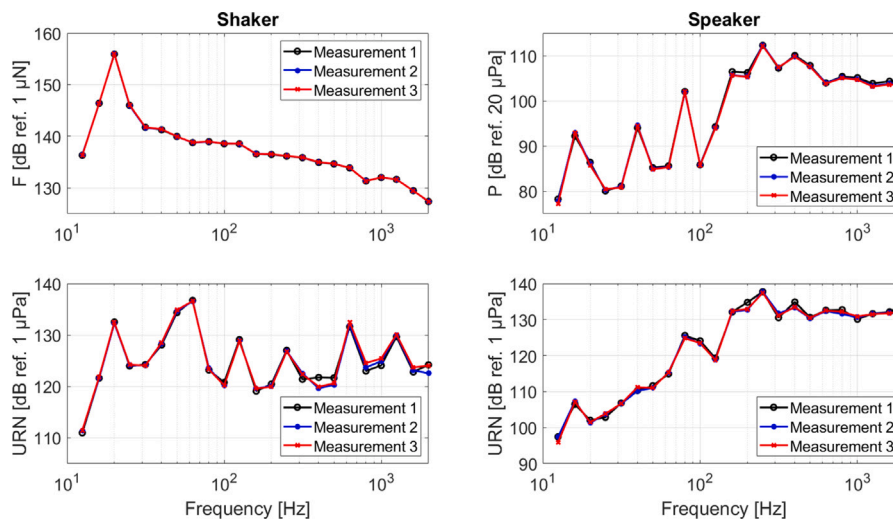 Shaker
F [dB ref. 1 μN]
160
150
140
130
10¹ 10² 10³
Measurement 1
Measurement 2
Measurement 3
Speaker
P [dB ref. 20 μPa]
110
100
90
80
10¹ 10² 10³
Measurement 1
Measurement 2
Measurement 3
URN [dB ref. 1 μPa]
140
130
120
110
10¹ 10² 10³
Frequency [Hz]
Measurement 1
Measurement 2
Measurement 3
URN [dB ref. 1 μPa]
140
130
120
110
100
90
10¹ 10² 10³
Frequency [Hz]
Measurement 1
Measurement 2
Measurement 3